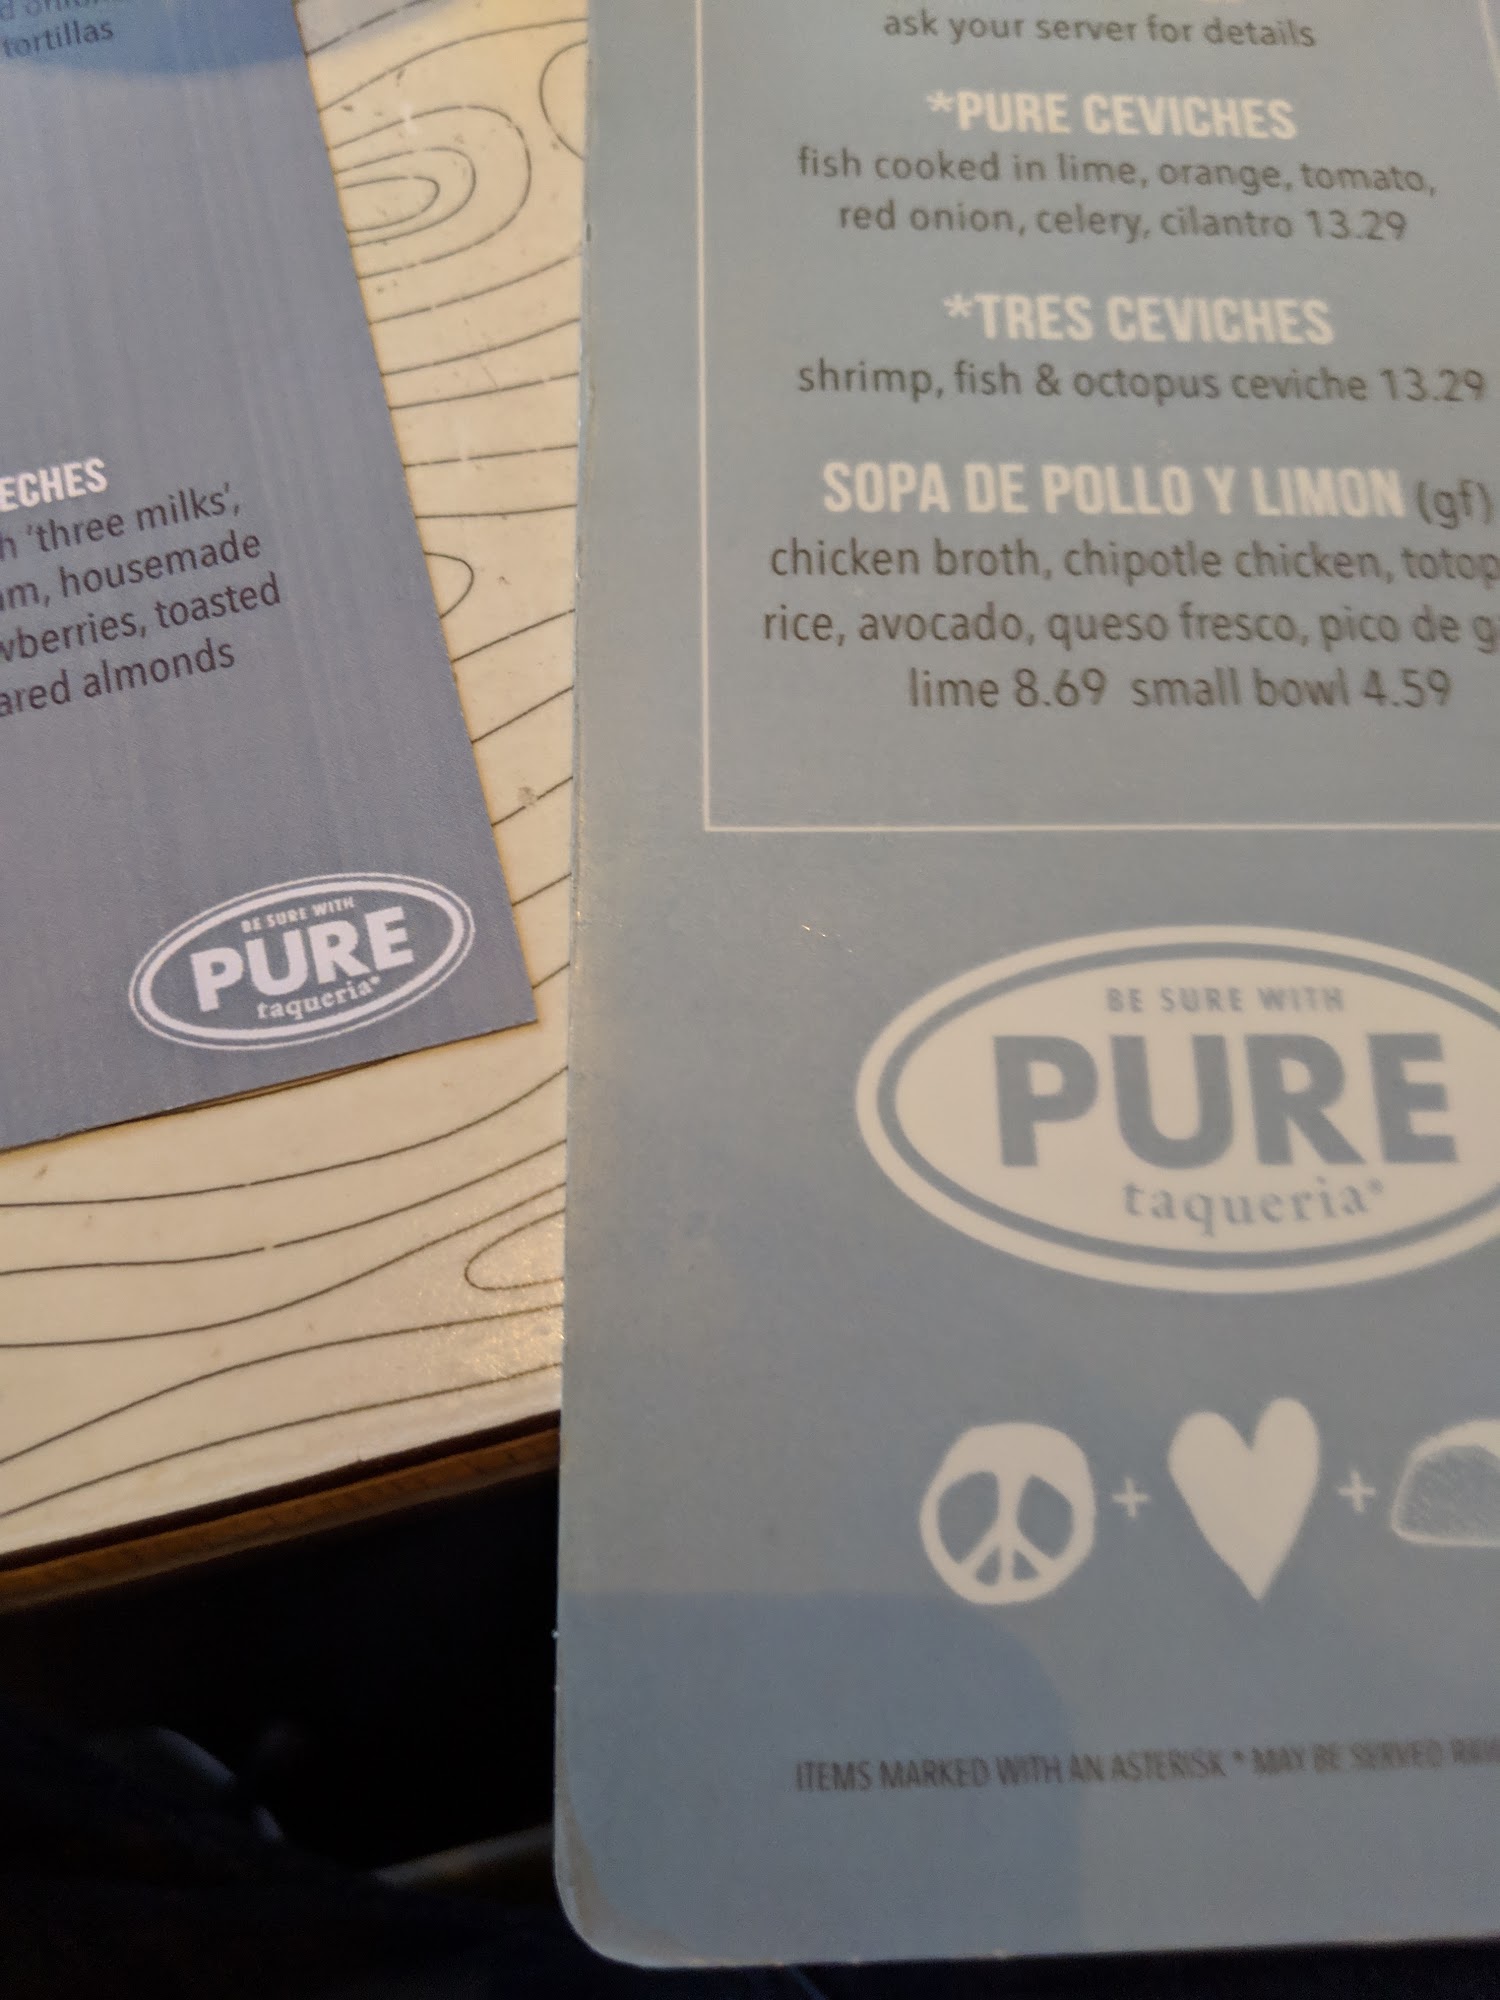 tortillas
ECHES
h 'three milks',
am, housemade
wberries, toasted
ared almonds
BE SURE WITH
PURE
taqueria
ask your server for details
*PURE CEVICHES
fish cooked in lime, orange, tomato,
red onion, celery, cilantro 13.29
*TRES CEVICHES
shrimp, fish & octopus ceviche 13.29
SOPA DE POLLO Y LIMON (gf)
chicken broth, chipotle chicken, totop
rice, avocado, queso fresco, pico de g
lime 8.69 small bowl 4.59
BE SURE WITH
PURE
taqueria
+ +
ITEMS MARKED WITH AN ASTERISK * MAY BE SERVED RAW